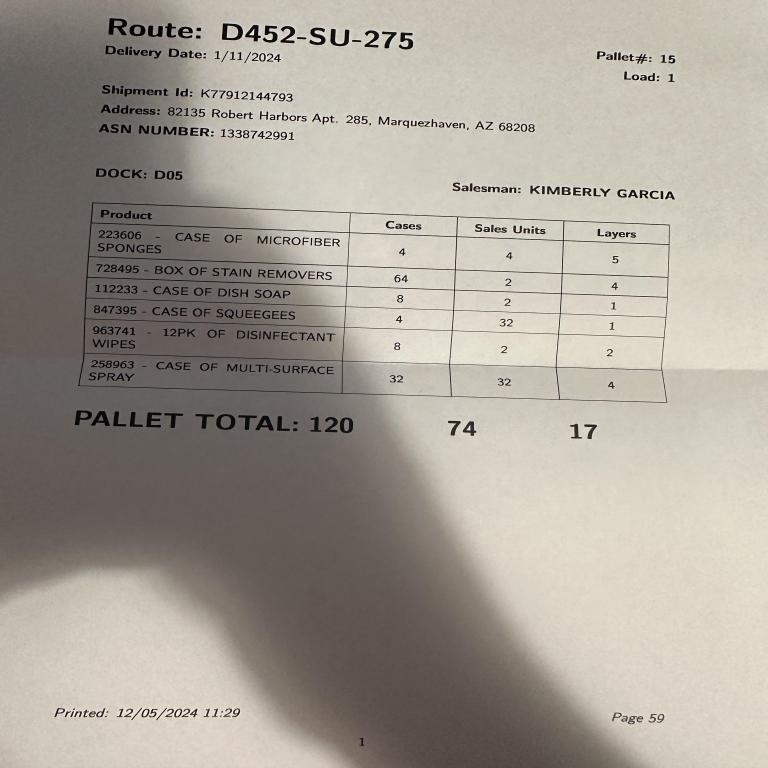 Route: D452-SU-275
Delivery Date: 1/11/2024
Pallet#: 15
Load: 1
Shipment Id: K77912144793
Address: 82135 Robert Harbors Apt. 285, Marquezhaven, AZ 68208
ASN NUMBER: 1338742991
DOCK: D05
Salesman: KIMBERLY GARCIA
Product Cases Sales Units Layers
223606 - CASE OF MICROFIBER
SPONGES 4 4 5
728495 - BOX OF STAIN REMOVERS 64 2 4
112233 - CASE OF DISH SOAP 8 2 1
847395 - CASE OF SQUEEGEES 4 32 1
963741 - 12PK OF DISINFECTANT
WIPES 8 2 2
258963 - CASE OF MULTI-SURFACE
SPRAY 32 32 4
PALLET TOTAL: 120 74 17
Printed: 12/05/2024 11:29
Page 59
1